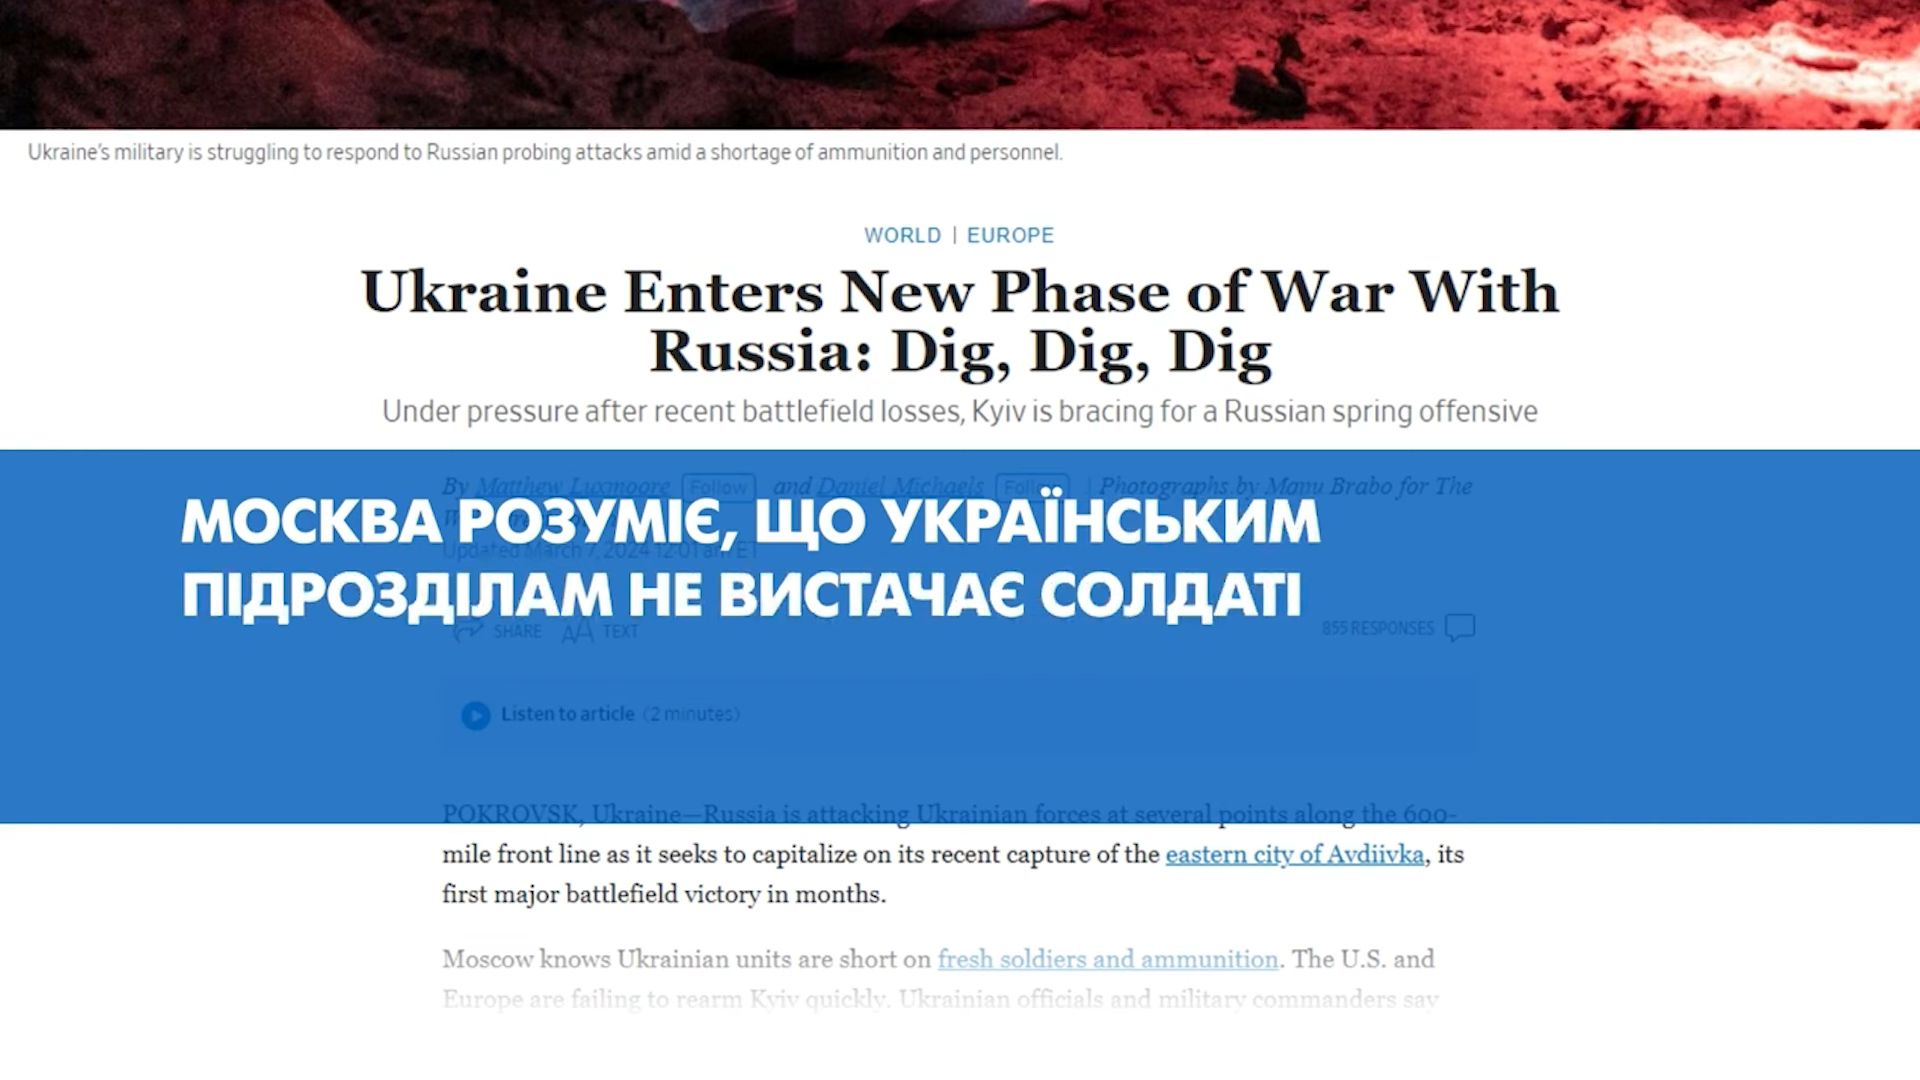 Ukraine's military is struggling to respond to Russian probing attacks amid a shortage of ammunition and personnel.
WORLD | EUROPE
Ukraine Enters New Phase of War With
Russia: Dig, Dig, Dig
Under pressure after recent battlefield losses, Kyiv is bracing for a Russian spring offensive
By Matthew Luxmoore Follow and Daniel Michaels Follow | Photographs by Manu Brabo for The
МОСКВА РОЗУМІЄ, ЩО УКРАЇНСЬКИМ
Updated March 7, 2024 12:01 am ET
ПІДРОЗДІЛАМ НЕ ВИСТАЧАЄ СОЛДАТІ
SHARE AA TEXT 855 RESPONSES
Listen to article (2 minutes)
POKROVSK, Ukraine—Russia is attacking Ukrainian forces at several points along the 600-
mile front line as it seeks to capitalize on its recent capture of the eastern city of Avdiivka, its
first major battlefield victory in months.
Moscow knows Ukrainian units are short on fresh soldiers and ammunition. The U.S. and
Europe are failing to rearm Kyiv quickly. Ukrainian officials and military commanders say